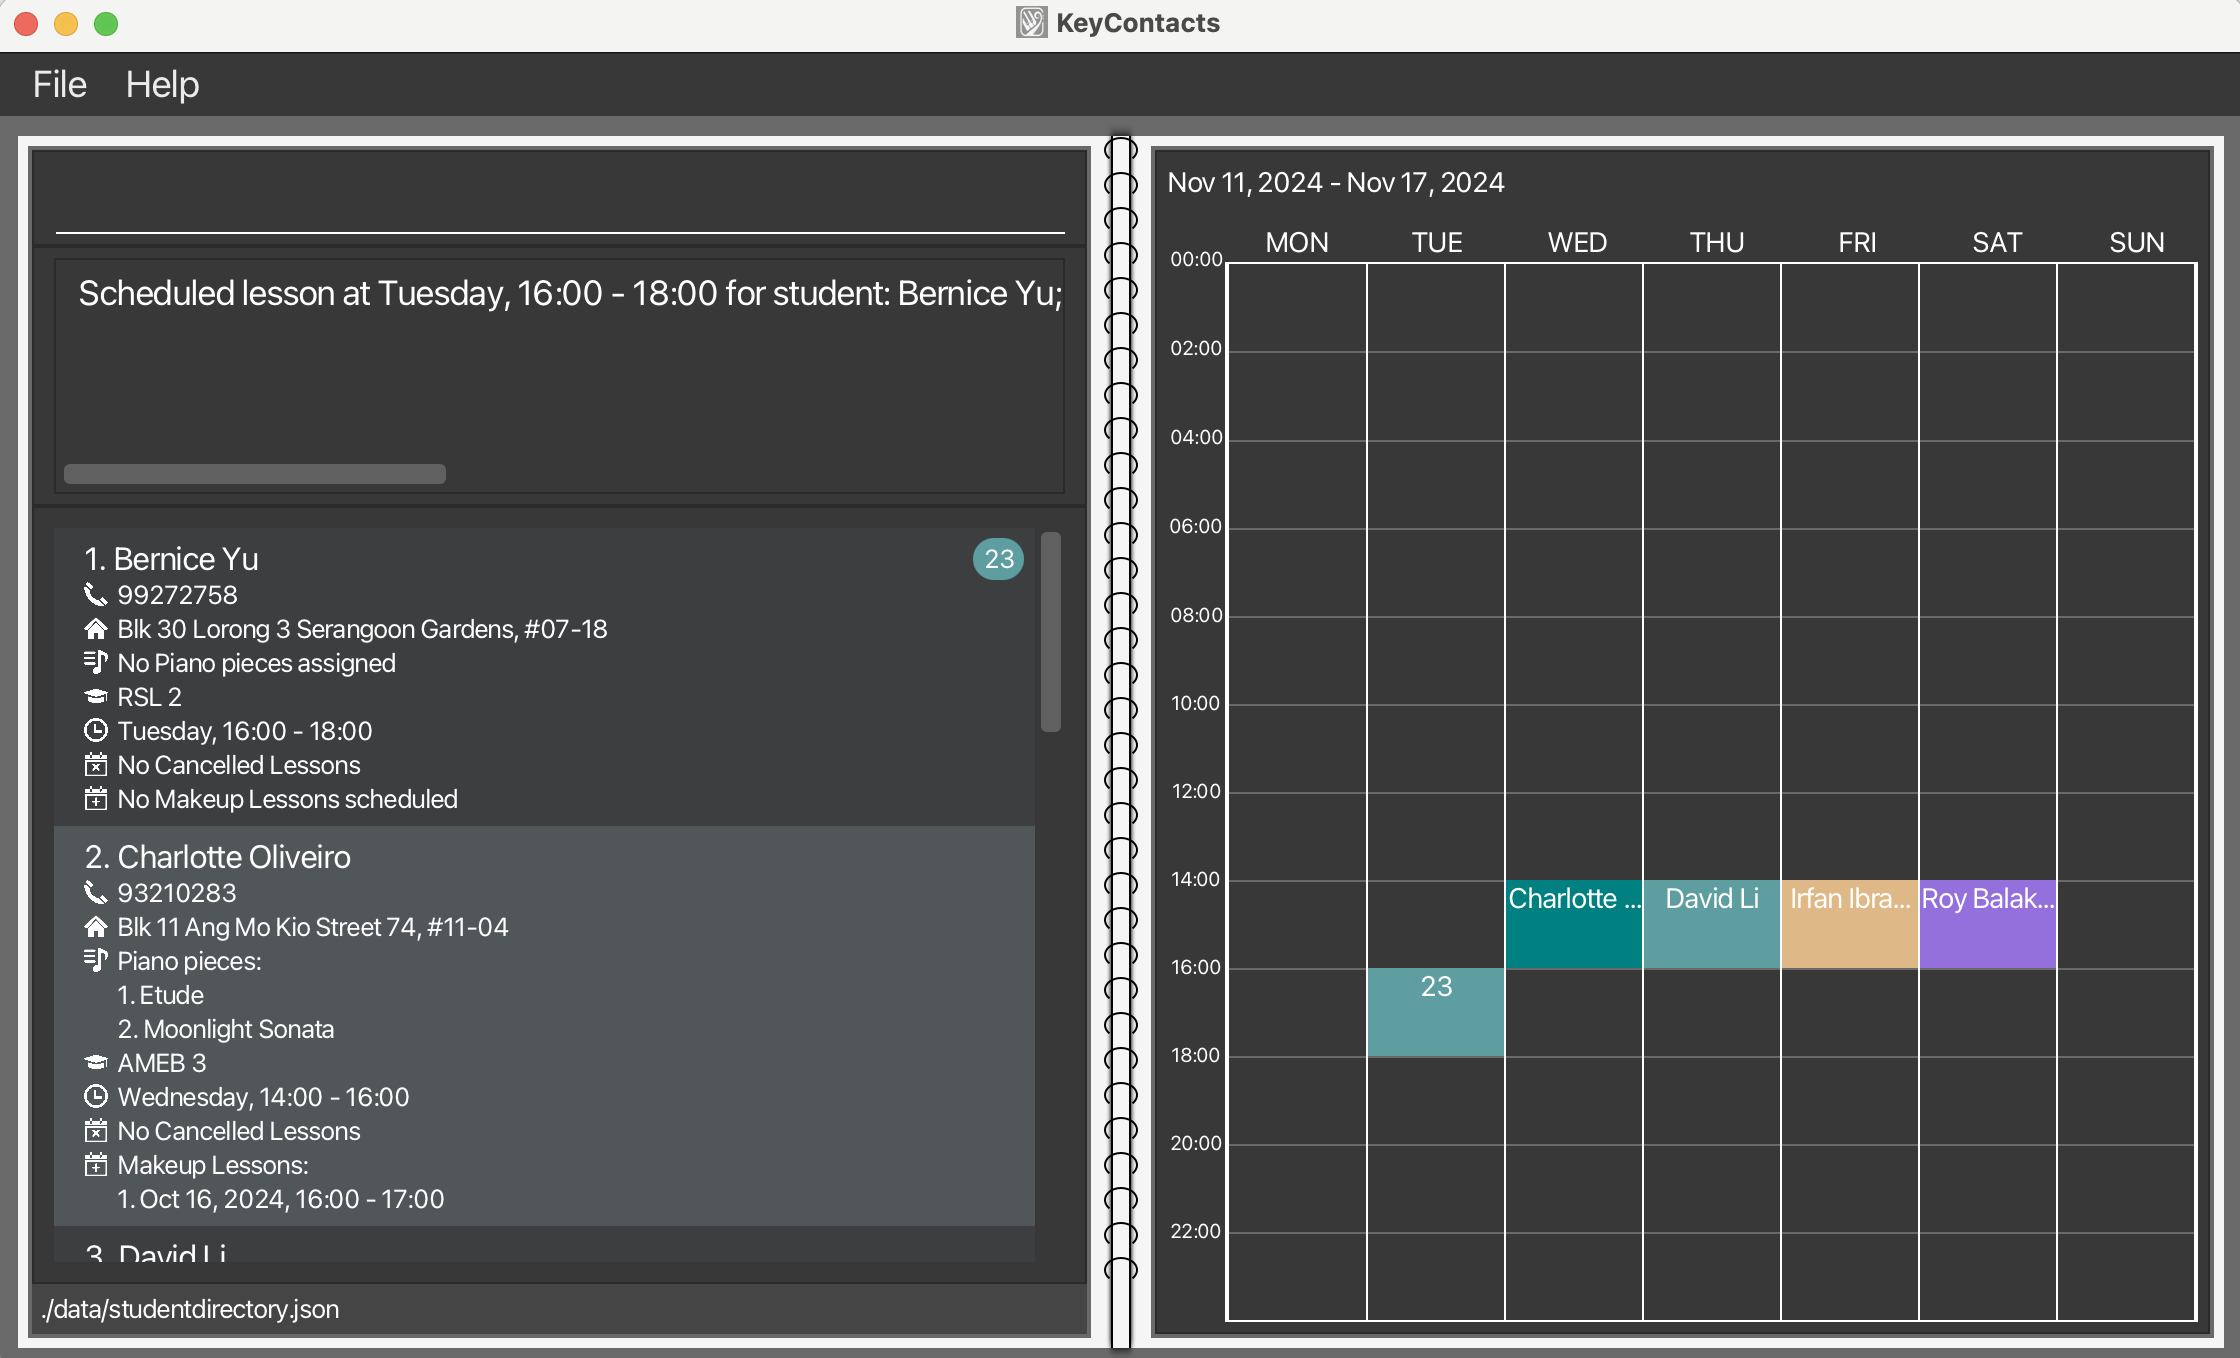 KeyContacts
File Help
Scheduled lesson at Tuesday, 16:00 - 18:00 for student: Bernice Yu;
1. Bernice Yu 23
99272758
Blk 30 Lorong 3 Serangoon Gardens, #07-18
No Piano pieces assigned
RSL 2
Tuesday, 16:00 - 18:00
No Cancelled Lessons
No Makeup Lessons scheduled
2. Charlotte Oliveiro
93210283
Blk 11 Ang Mo Kio Street 74, #11-04
Piano pieces:
1. Etude
2. Moonlight Sonata
AMEB 3
Wednesday, 14:00 - 16:00
No Cancelled Lessons
Makeup Lessons:
1. Oct 16, 2024, 16:00 - 17:00
3. David Li
./data/studentdirectory.json
Nov 11, 2024 - Nov 17, 2024
MON TUE WED THU FRI SAT SUN
00:00
02:00
04:00
06:00
08:00
10:00
12:00
14:00
Charlotte ... David Li Irfan Ibra... Roy Balak...
16:00
23
18:00
20:00
22:00